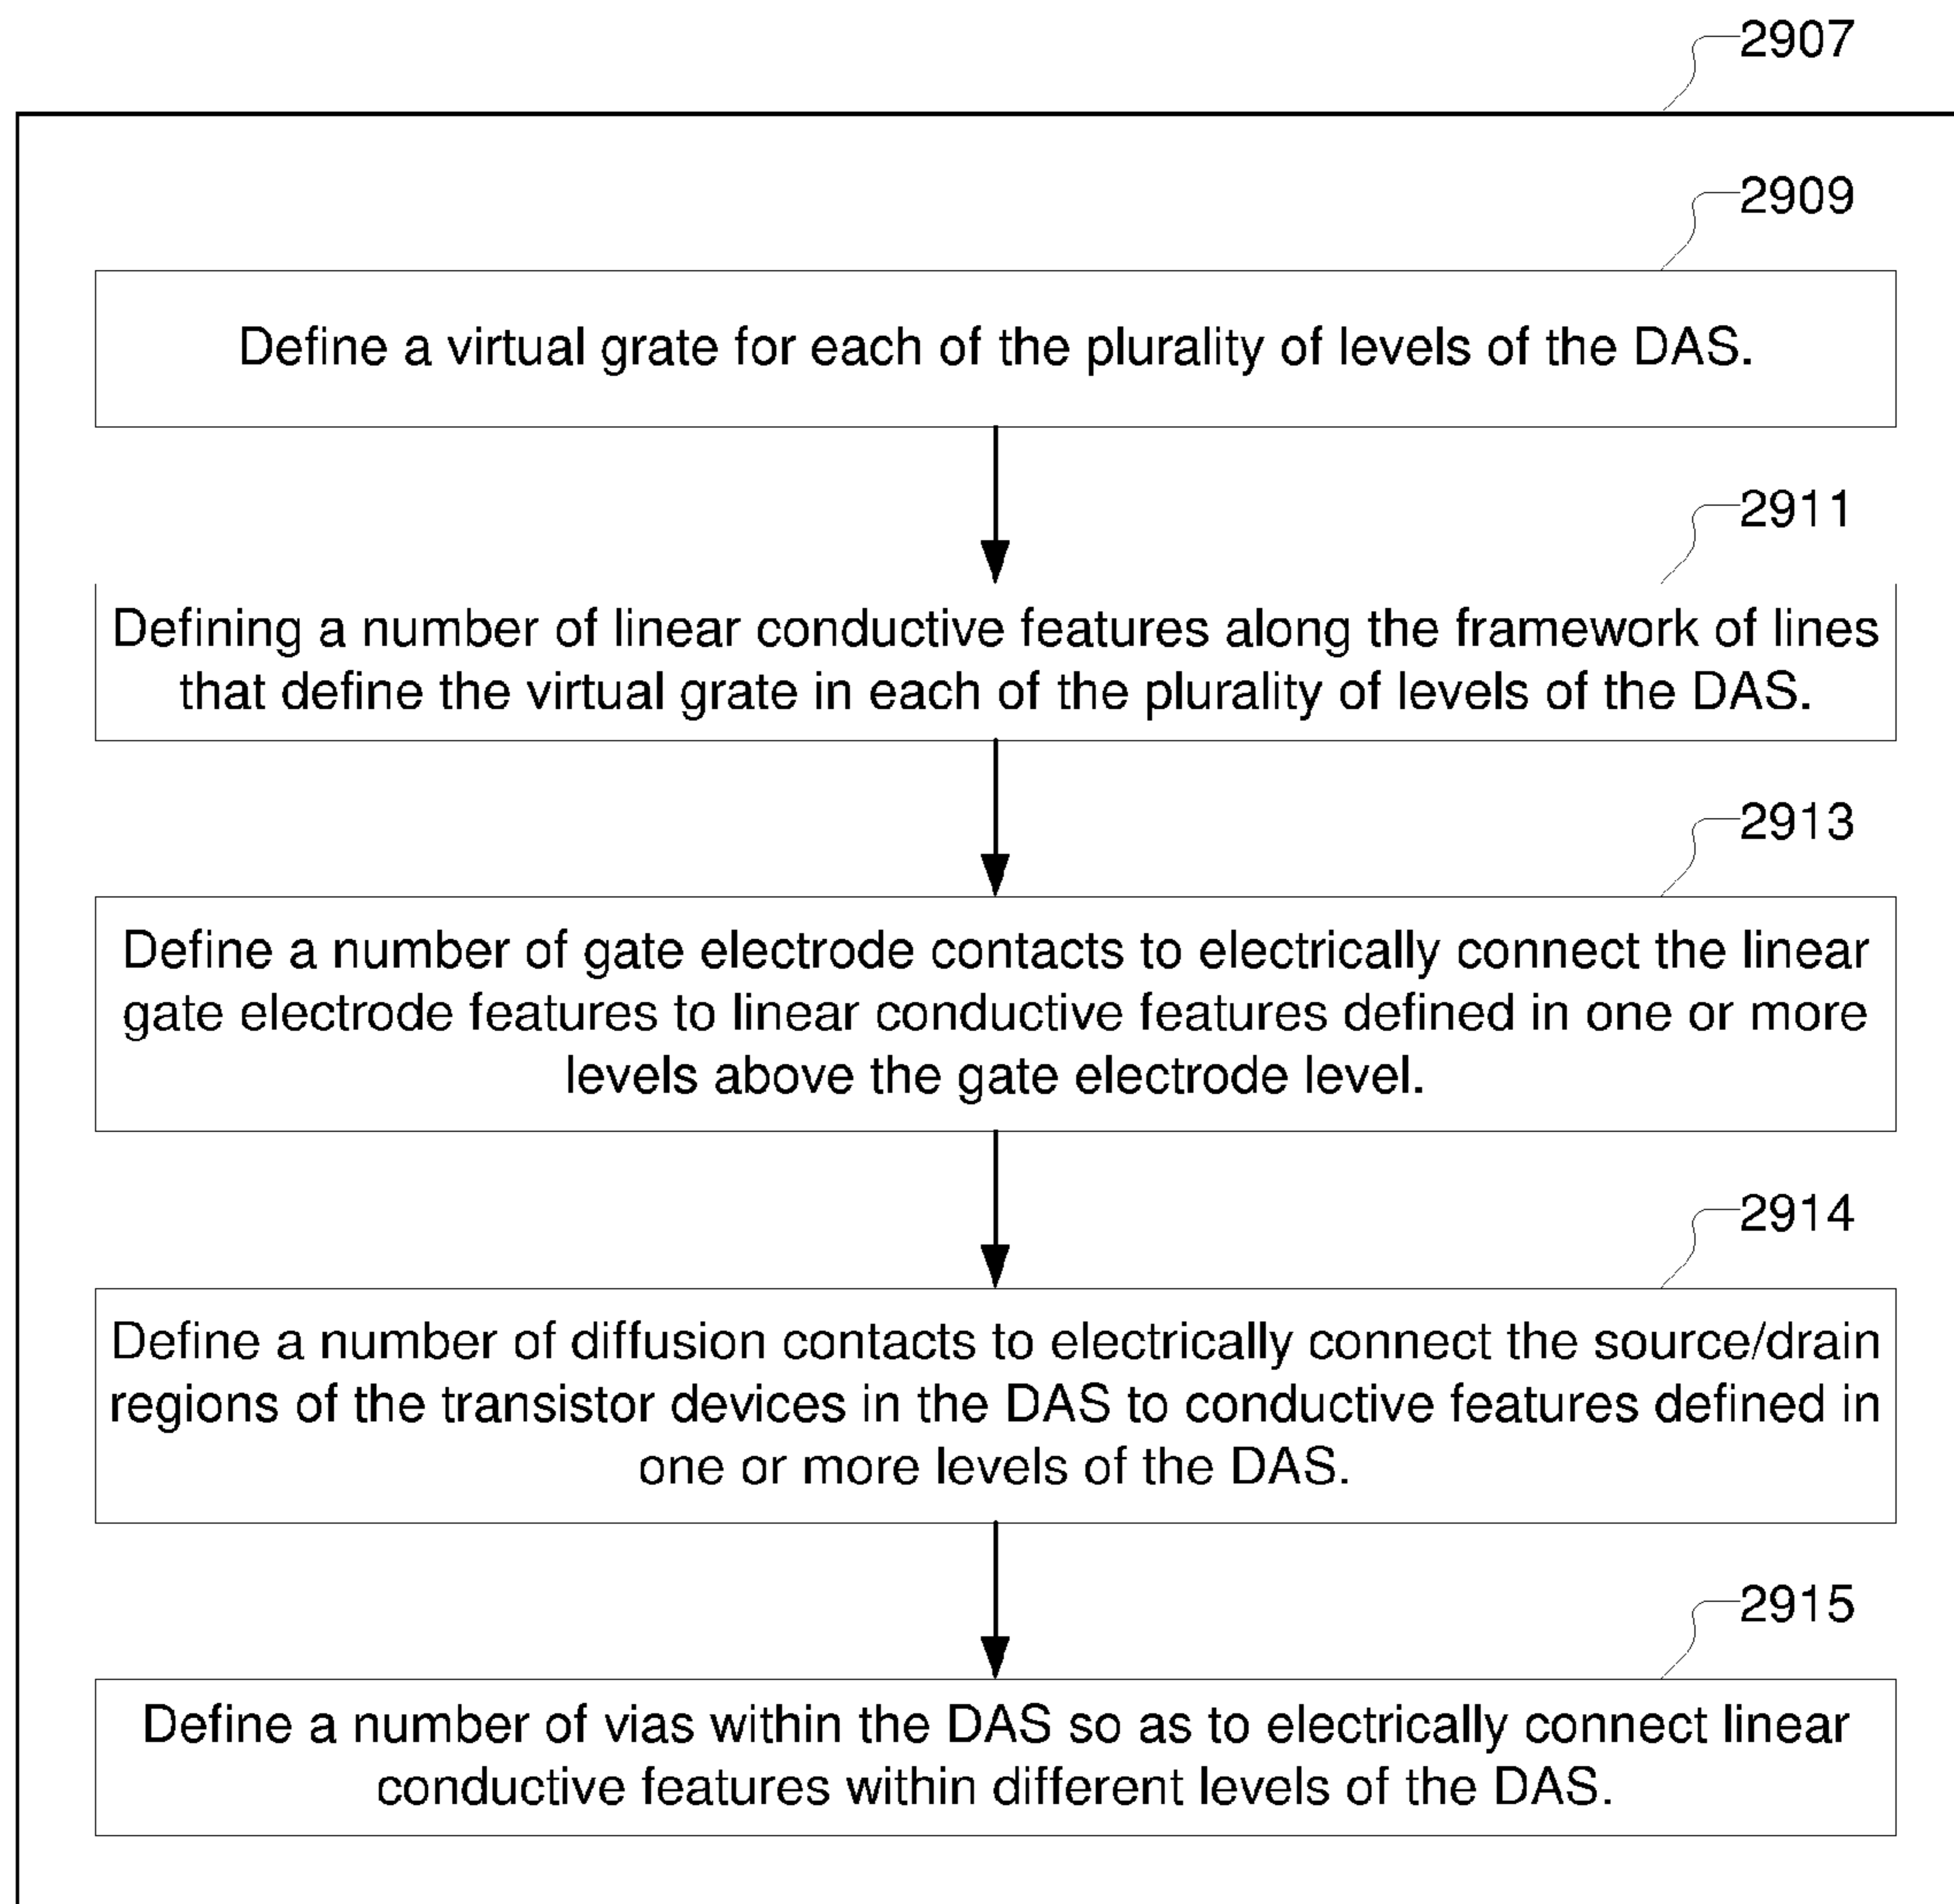 2907
2909
Define a virtual grate for each of the plurality of levels of the DAS.
2911
Defining a number of linear conductive features along the framework of lines
that define the virtual grate in each of the plurality of levels of the DAS.
2913
Define a number of gate electrode contacts to electrically connect the linear
gate electrode features to linear conductive features defined in one or more
levels above the gate electrode level.
2914
Define a number of diffusion contacts to electrically connect the source/drain
regions of the transistor devices in the DAS to conductive features defined in
one or more levels of the DAS.
2915
Define a number of vias within the DAS so as to electrically connect linear
conductive features within different levels of the DAS.